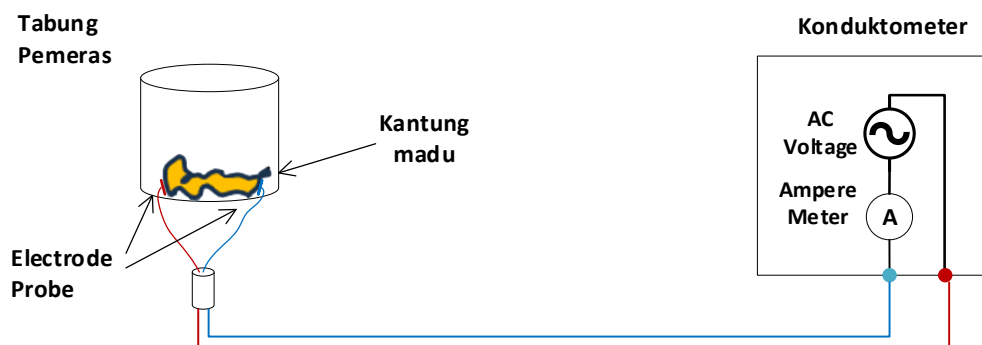 Tabung
Pemeras
Konduktometer
AC
Voltage
Kantung
madu
Ampere
Meter
A
Electrode
Probe